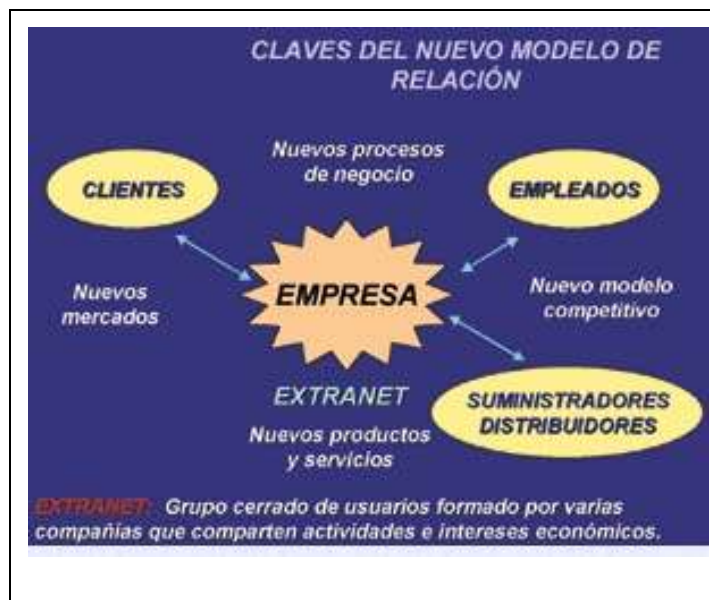 CLAVES DEL NUEVO MODELO DE
RELACIÓN
Nuevos procesos
de negocio
CLIENTES
EMPLEADOS
EMPRESA
Nuevos
mercados
Nuevo modelo
competitivo
EXTRANET
SUMINISTRADORES
DISTRIBUIDORES
Nuevos productos
y servicios
EXTRANET: Grupo cerrado de usuarios formado por varias
compañías que comparten actividades e intereses económicos.